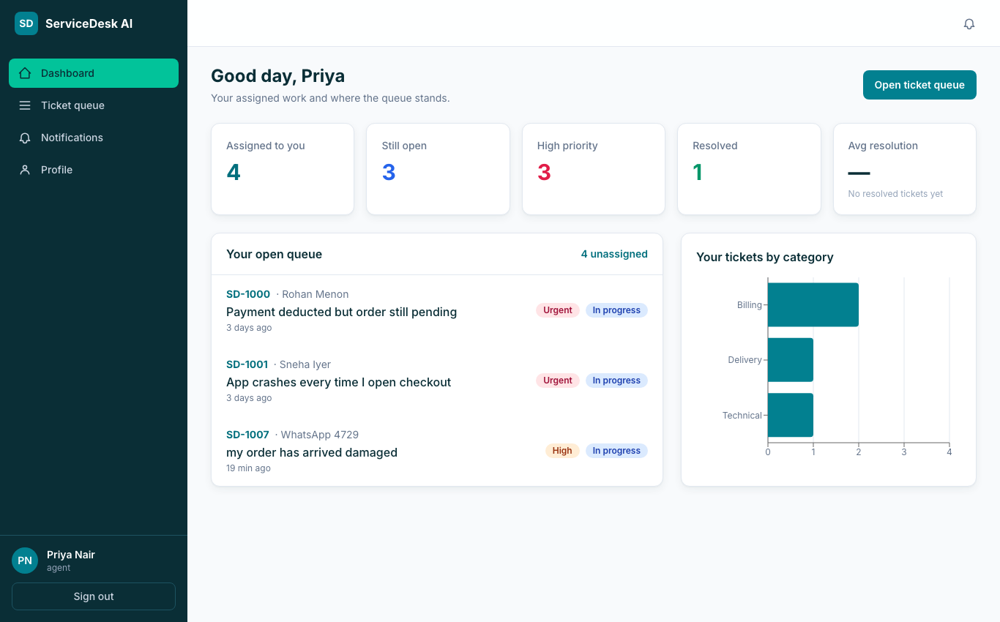 SD ServiceDesk AI
Dashboard
Ticket queue
Notifications
Profile
Priya Nair
PN
agent
Sign out
Good day, Priya
Your assigned work and where the queue stands.
Open ticket queue
Assigned to you
4
Still open
3
High priority
3
Resolved
1
Avg resolution
—
No resolved tickets yet
Your open queue
4 unassigned
SD-1000 · Rohan Menon
Payment deducted but order still pending
3 days ago
Urgent
In progress
SD-1001 · Sneha Iyer
App crashes every time I open checkout
3 days ago
Urgent
In progress
SD-1007 · WhatsApp 4729
my order has arrived damaged
19 min ago
High
In progress
Your tickets by category
Billing
Delivery
Technical
0 1 2 3 4